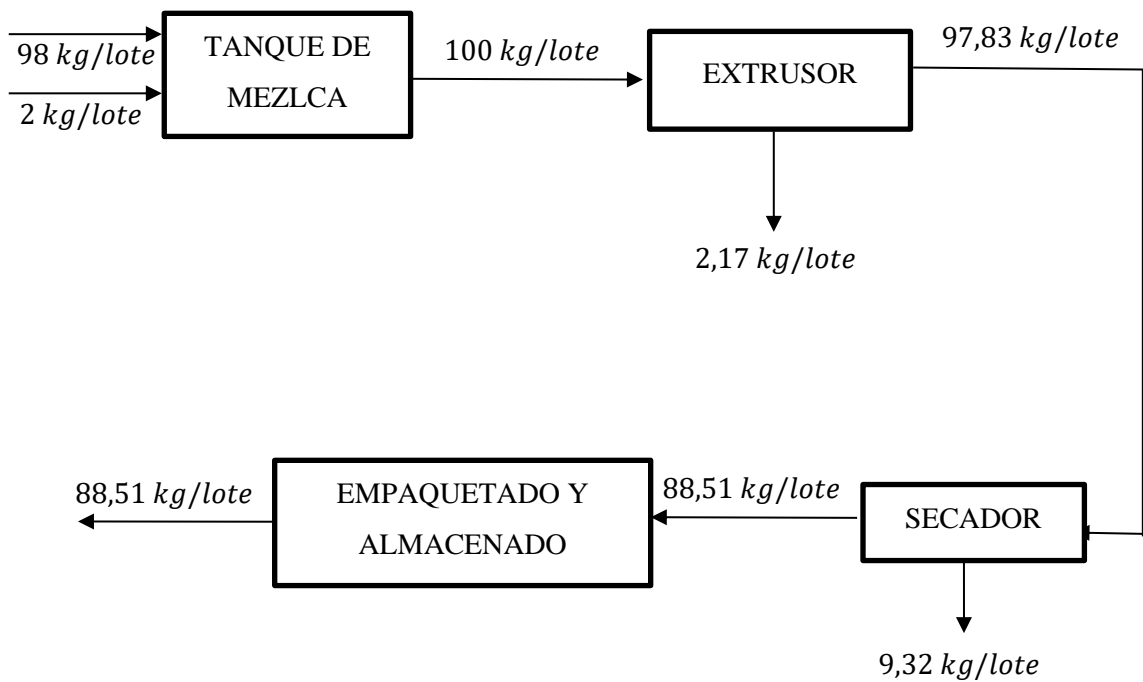 98 kg/lote
2 kg/lote
TANQUE DE
MEZLCA
100 kg/lote
EXTRUSOR
97,83 kg/lote
2,17 kg/lote
88,51 kg/lote
EMPAQUETADO Y
ALMACENADO
88,51 kg/lote
SECADOR
9,32 kg/lote